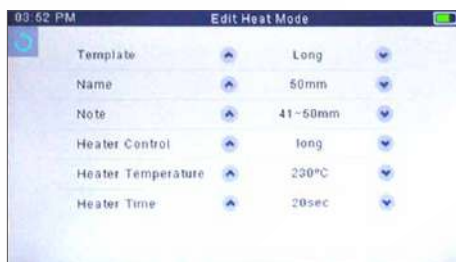 03:52 PM Edit Heat Mode
Template Long
Name 50mm
Note 41~50mm
Heater Control long
Heater Temperature 230ºC
Heater Time 20sec